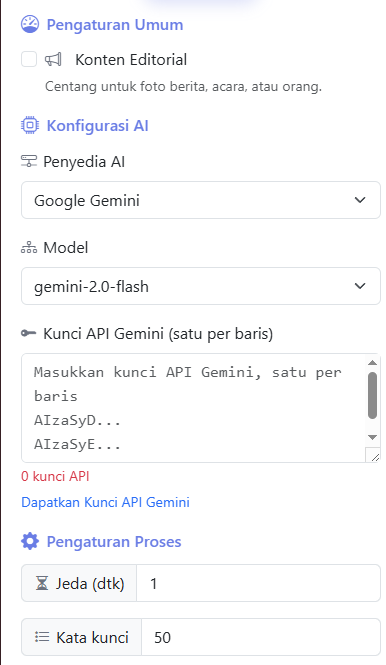 Pengaturan Umum
Konten Editorial
Centang untuk foto berita, acara, atau orang.
Konfigurasi AI
Penyedia AI
Google Gemini
Model
gemini-2.0-flash
Kunci API Gemini (satu per baris)
Masukkan kunci API Gemini, satu per
baris
AIzaSyD...
AIzaSyE...
0 kunci API
Dapatkan Kunci API Gemini
Pengaturan Proses
Jeda (dtk) 1
Kata kunci 50